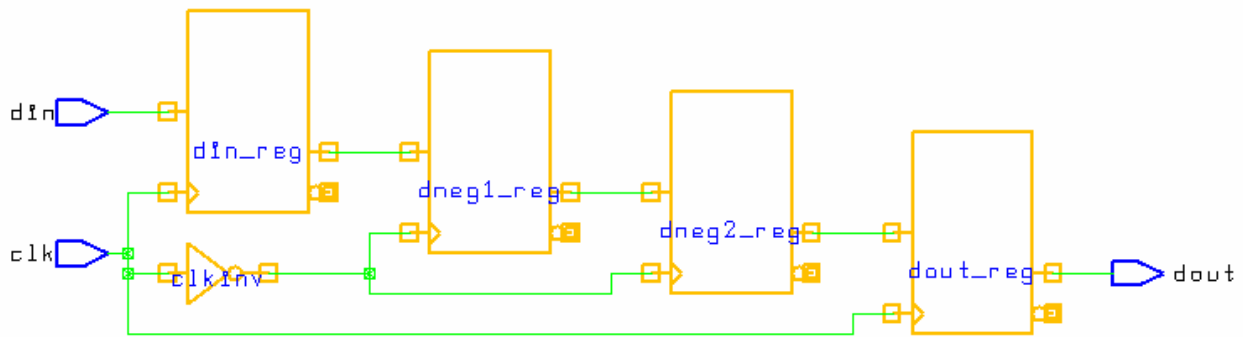 din
din_reg
dneg1_reg
dneg2_reg
clk
clkinv
dout_reg
dout